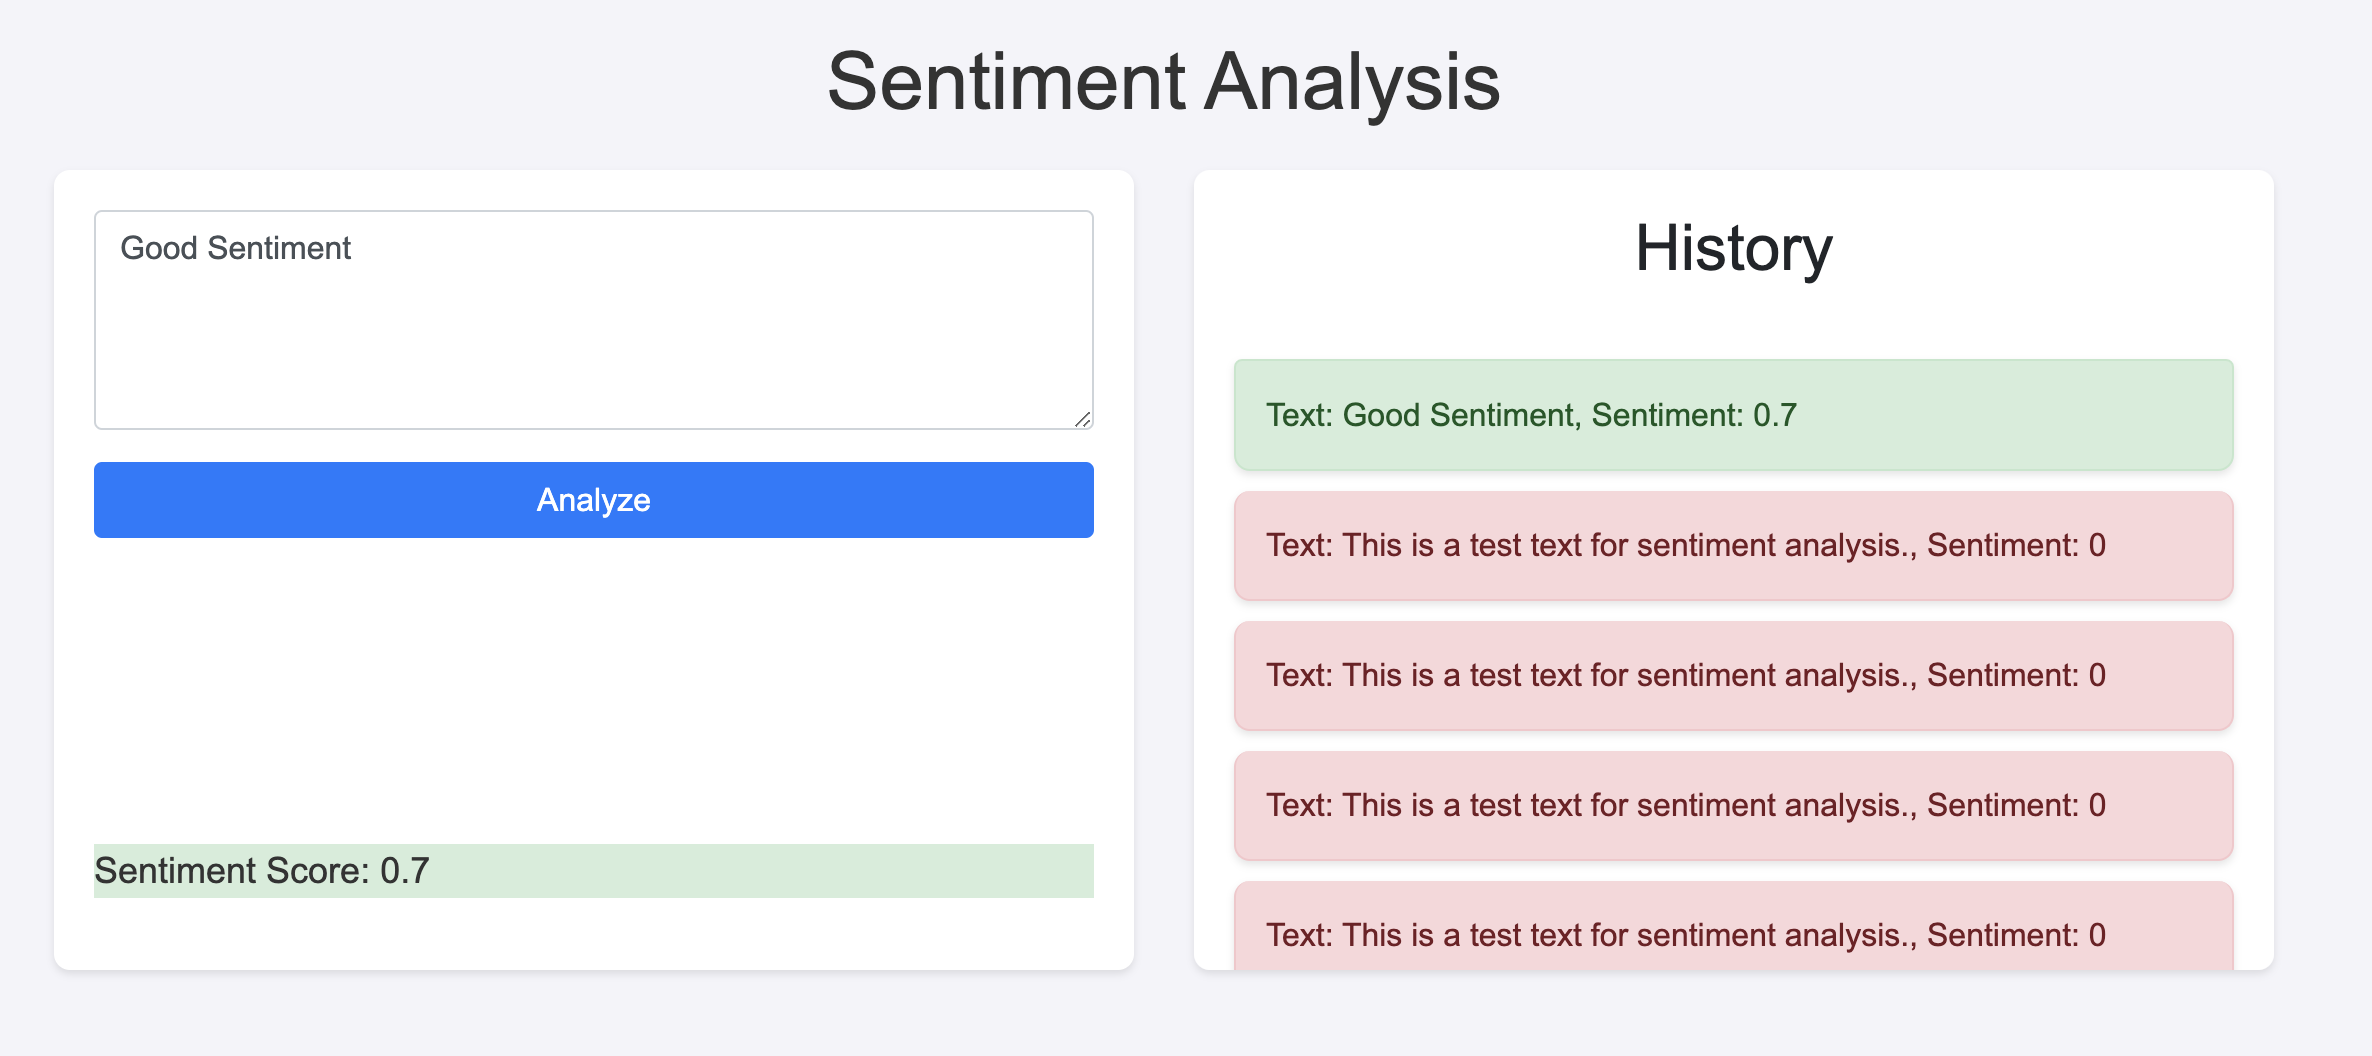 Sentiment Analysis
Good Sentiment
Analyze
Sentiment Score: 0.7
History
Text: Good Sentiment, Sentiment: 0.7
Text: This is a test text for sentiment analysis., Sentiment: 0
Text: This is a test text for sentiment analysis., Sentiment: 0
Text: This is a test text for sentiment analysis., Sentiment: 0
Text: This is a test text for sentiment analysis., Sentiment: 0